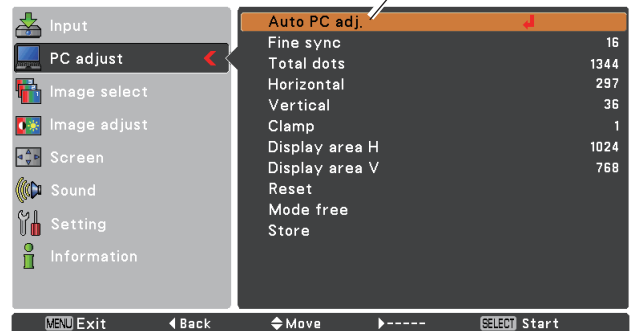 Input
PC adjust
Image select
Image adjust
Screen
Sound
Setting
Information
Auto PC adj.
Fine sync 16
Total dots 1344
Horizontal 297
Vertical 36
Clamp 1
Display area H 1024
Display area V 768
Reset
Mode free
Store
MENU Exit ◀Back Move ▶----- SELECT Start